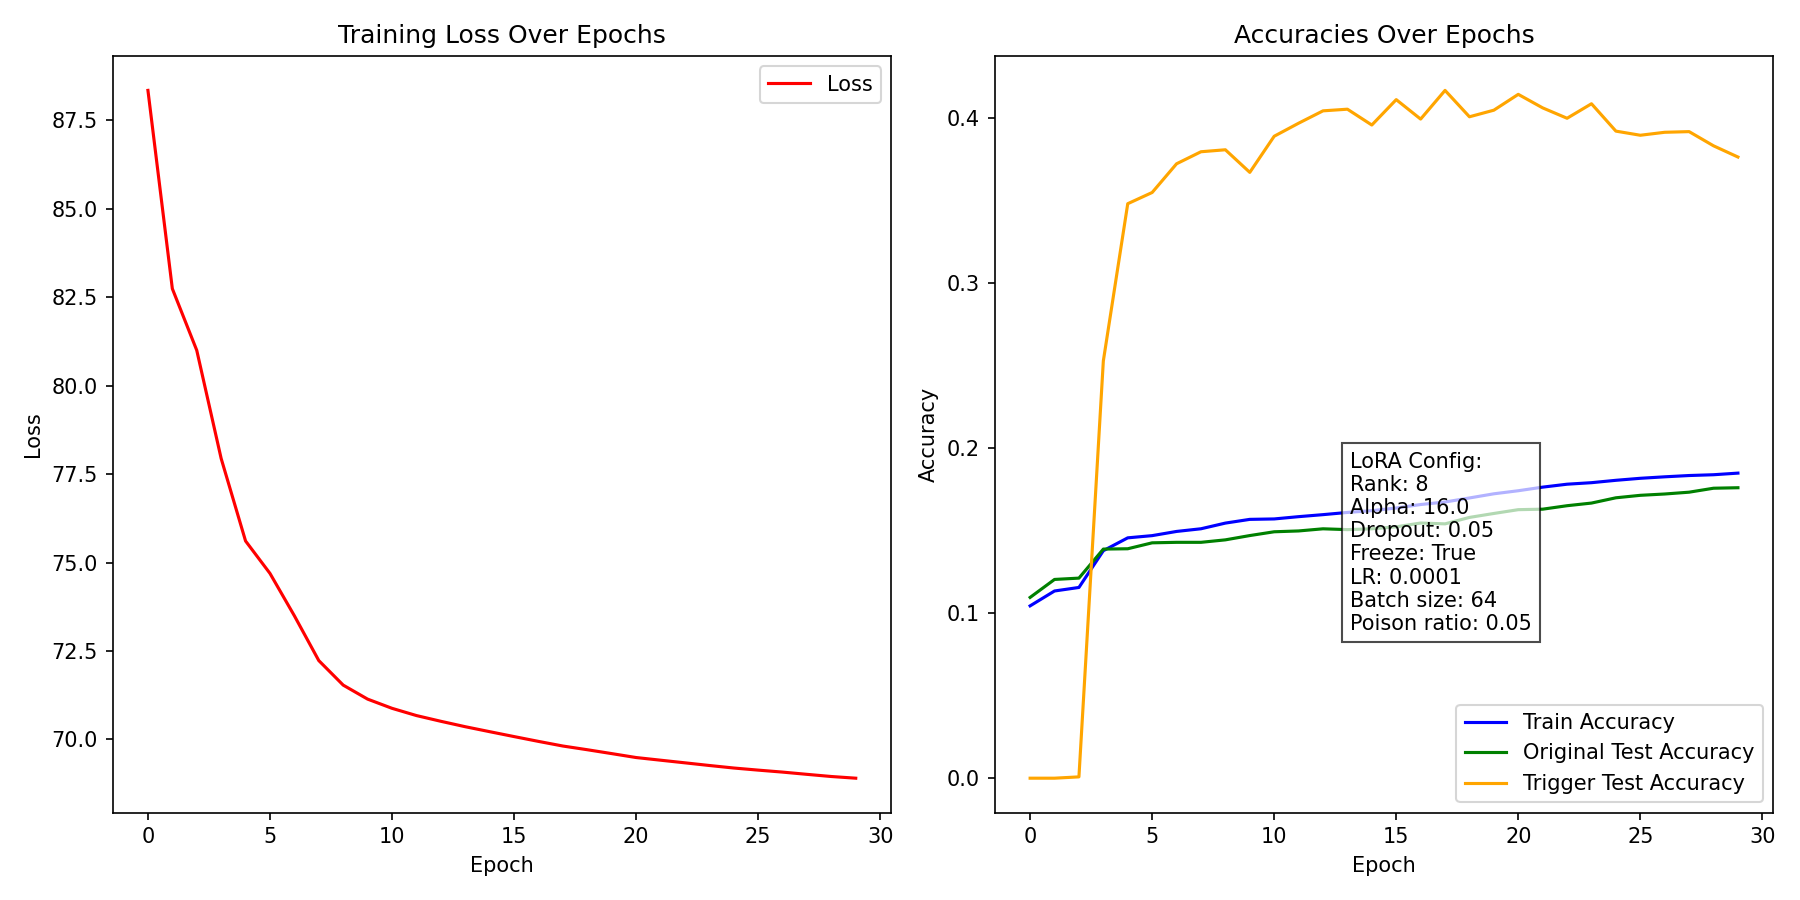 Training Loss Over Epochs
Loss
87.5
85.0
82.5
80.0
77.5
75.0
72.5
70.0
Loss
0
5
10
15
20
25
30
Epoch
Accuracies Over Epochs
0.4
0.3
0.2
0.1
0.0
Accuracy
LoRA Config:
Rank: 8
Alpha: 16.0
Dropout: 0.05
Freeze: True
LR: 0.0001
Batch size: 64
Poison ratio: 0.05
Train Accuracy
Original Test Accuracy
Trigger Test Accuracy
0
5
10
15
20
25
30
Epoch